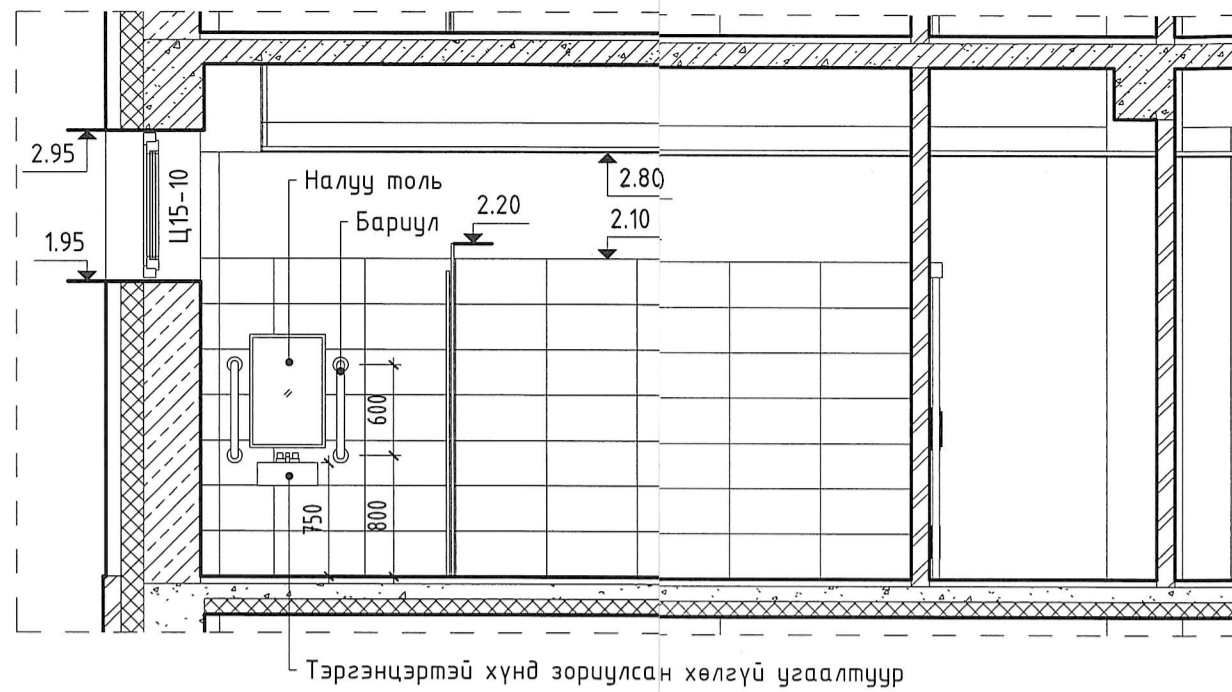 2.95
Ц15-10
1.95
Налуу толь
Бариул
2.20
2.80
2.10
600
750
800
Тэргэнцэртэй хүнд зориулсан хөлгүй угаалтуур